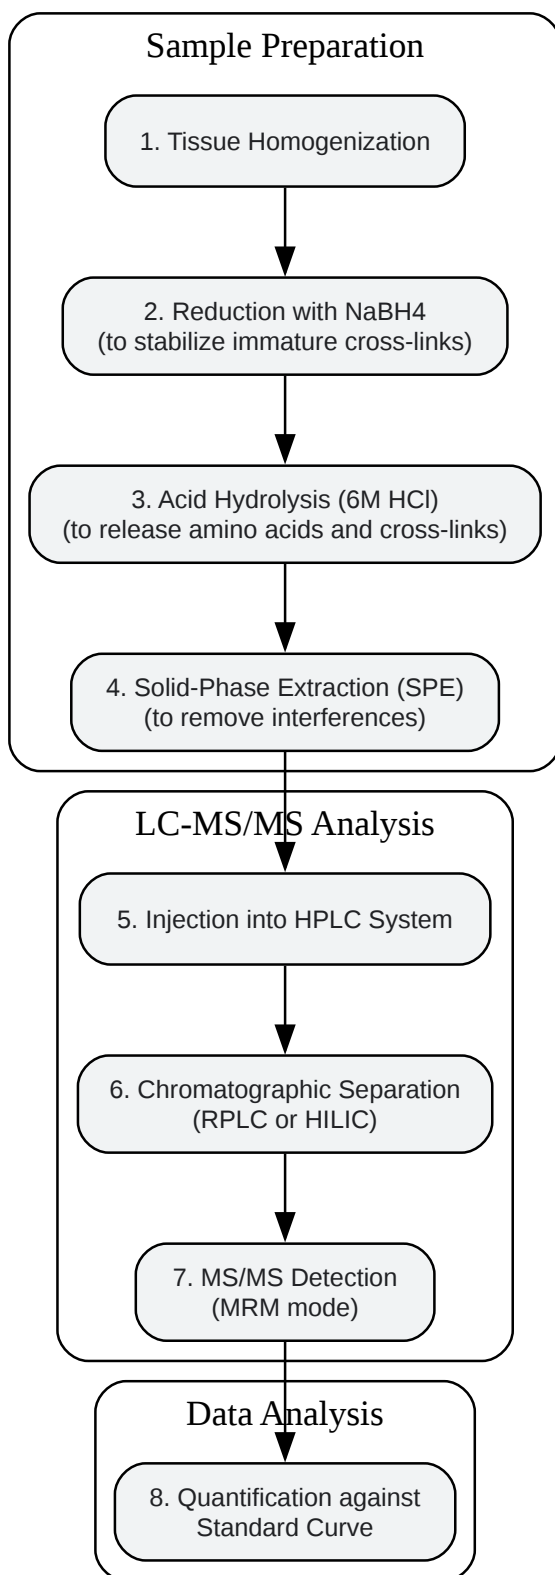 Sample Preparation
1. Tissue Homogenization
2. Reduction with NaBH4
(to stabilize immature cross-links)
3. Acid Hydrolysis (6M HCl)
(to release amino acids and cross-links)
4. Solid-Phase Extraction (SPE)
(to remove interferences)
LC-MS/MS Analysis
5. Injection into HPLC System
6. Chromatographic Separation
(RPLC or HILIC)
7. MS/MS Detection
(MRM mode)
Data Analysis
8. Quantification against
Standard Curve